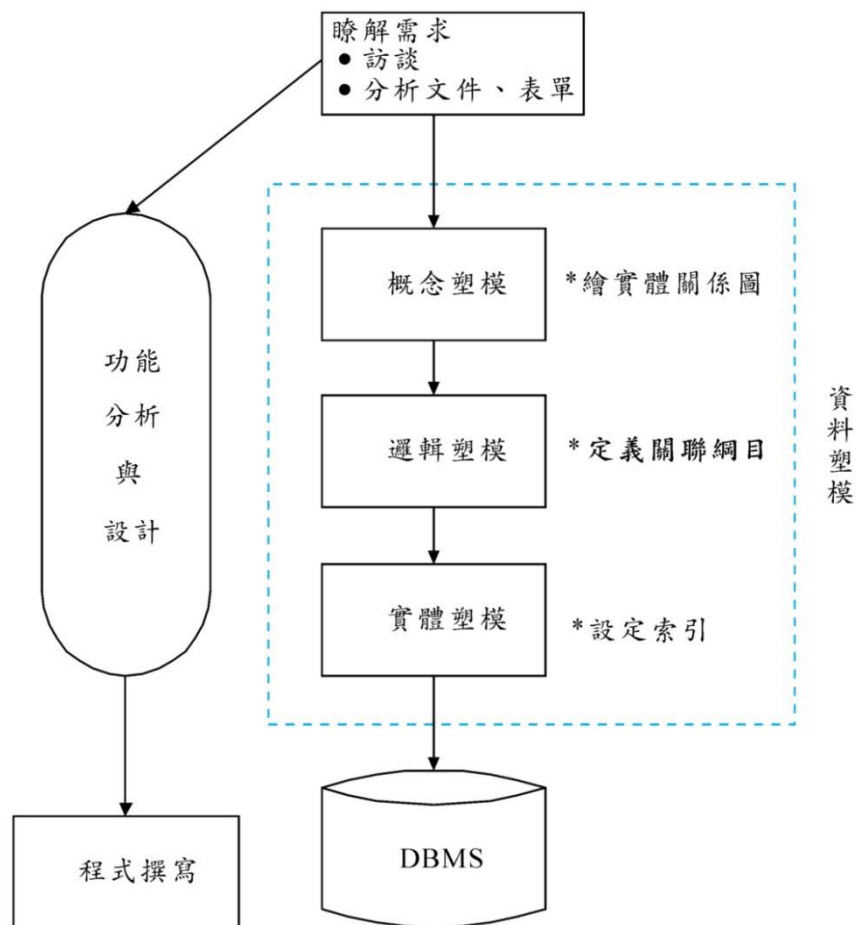 瞭解需求
● 訪談
● 分析文件、表單
概念塑模
*繪實體關係圖
邏輯塑模
*定義關聯綱目
實體塑模
*設定索引
資料塑模
DBMS
功能
分析
與
設計
程式撰寫